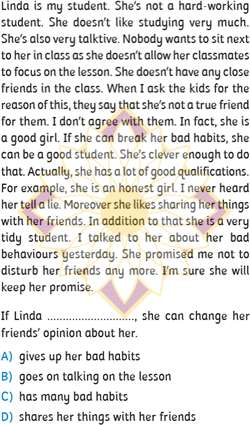 Linda is my student. She's not a hard-working
student. She doesn't like studying very much.
She's also very talktive. Nobody wants to sit next
to her in class as she doesn't allow her classmates
to focus on the lesson. She doesn't have any close
friends in the class. When I ask the kids for the
reason of this, they say that she's not a true friend
for them. I don't agree with them. In fact, she is
a good girl. If she can break her bad habits, she
can be a good student. She's clever enough to do
that. Actually, she has a lot of good qualifications.
For example, she is an honest girl. I never heard
her tell a lie. Moreover she likes sharing her things
with her friends. In addition to that she is a very
tidy student. I talked to her about her bad
behaviours yesterday. She promised me not to
disturb her friends any more. I'm sure she will
keep her promise.
If Linda ............................, she can change her
friends' opinion about her.
A) gives up her bad habits
B) goes on talking on the lesson
C) has many bad habits
D) shares her things with her friends